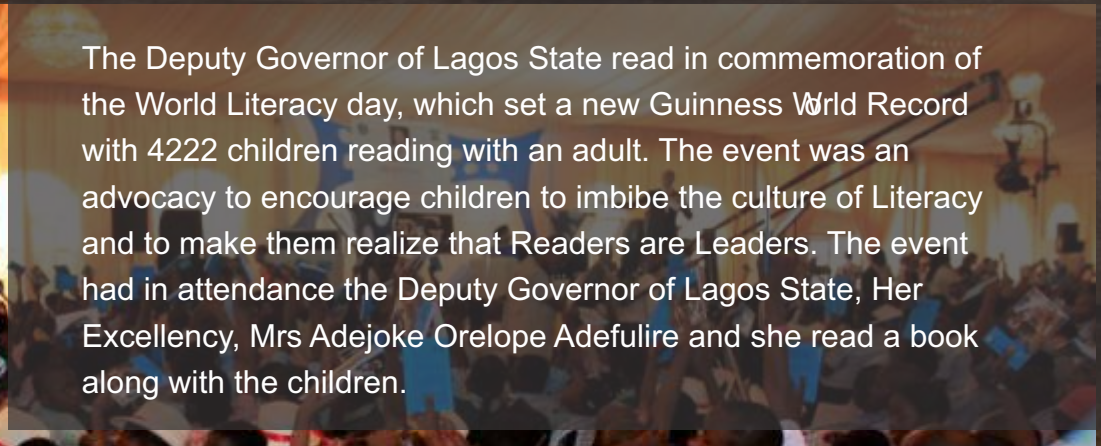 The Deputy Governor of Lagos State read in commemoration of
the World Literacy day, which set a new Guinness World Record
with 4222 children reading with an adult. The event was an
advocacy to encourage children to imbibe the culture of Literacy
and to make them realize that Readers are Leaders. The event
had in attendance the Deputy Governor of Lagos State, Her
Excellency, Mrs Adejoke Orelope Adefulire and she read a book
along with the children.